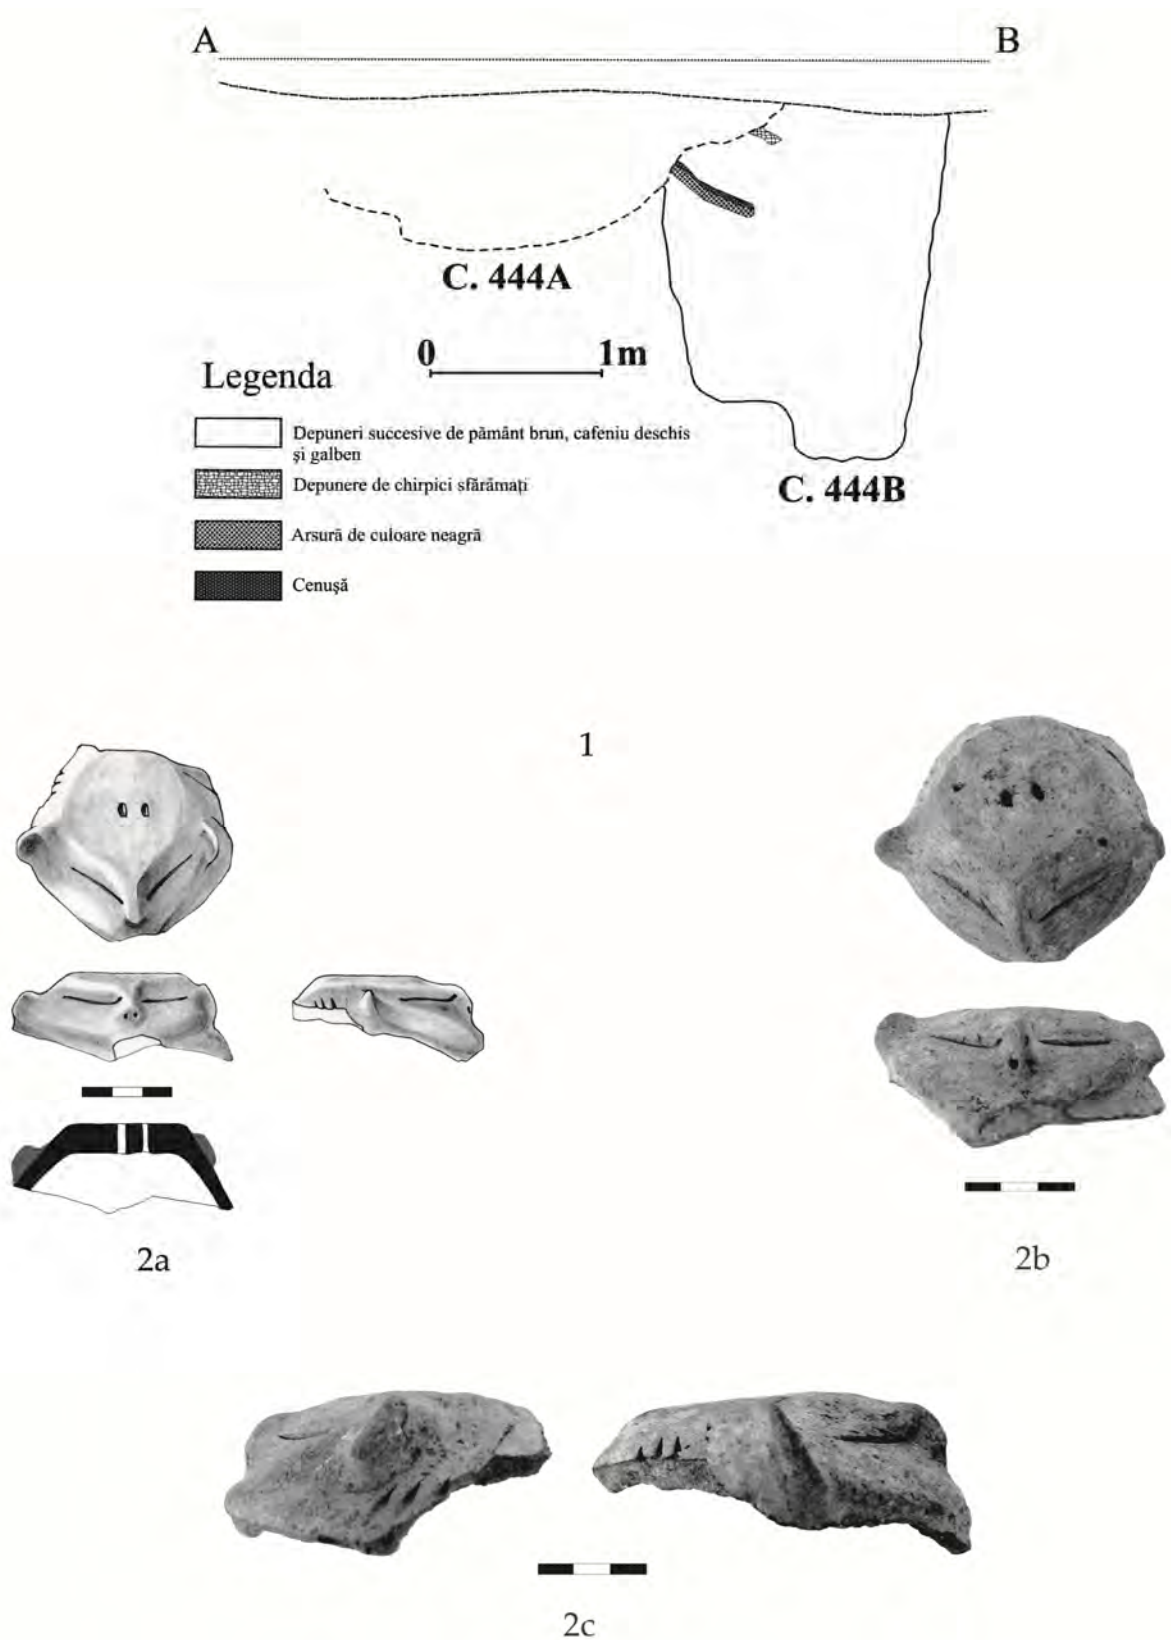 A
B
C. 444A
0 1m
Legenda
Depuneri succesive de pământ brun, cafeniu deschis
și galben
Depunere de chirpici sfărâmați
Arsură de culoare neagră
Cenușă
C. 444B
1
2a
2b
2c